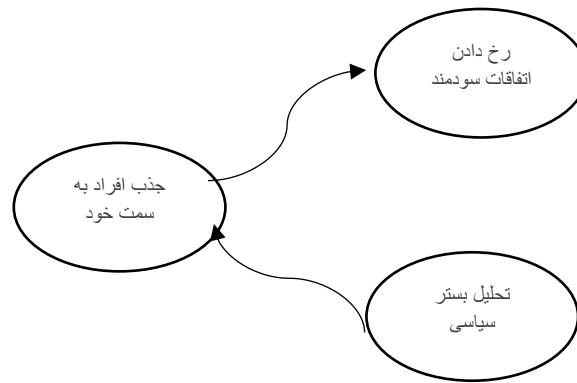 رخ دادن
اتفاقات سودمند
جذب افراد به
سمت خود
تحلیل بستر
سیاسی